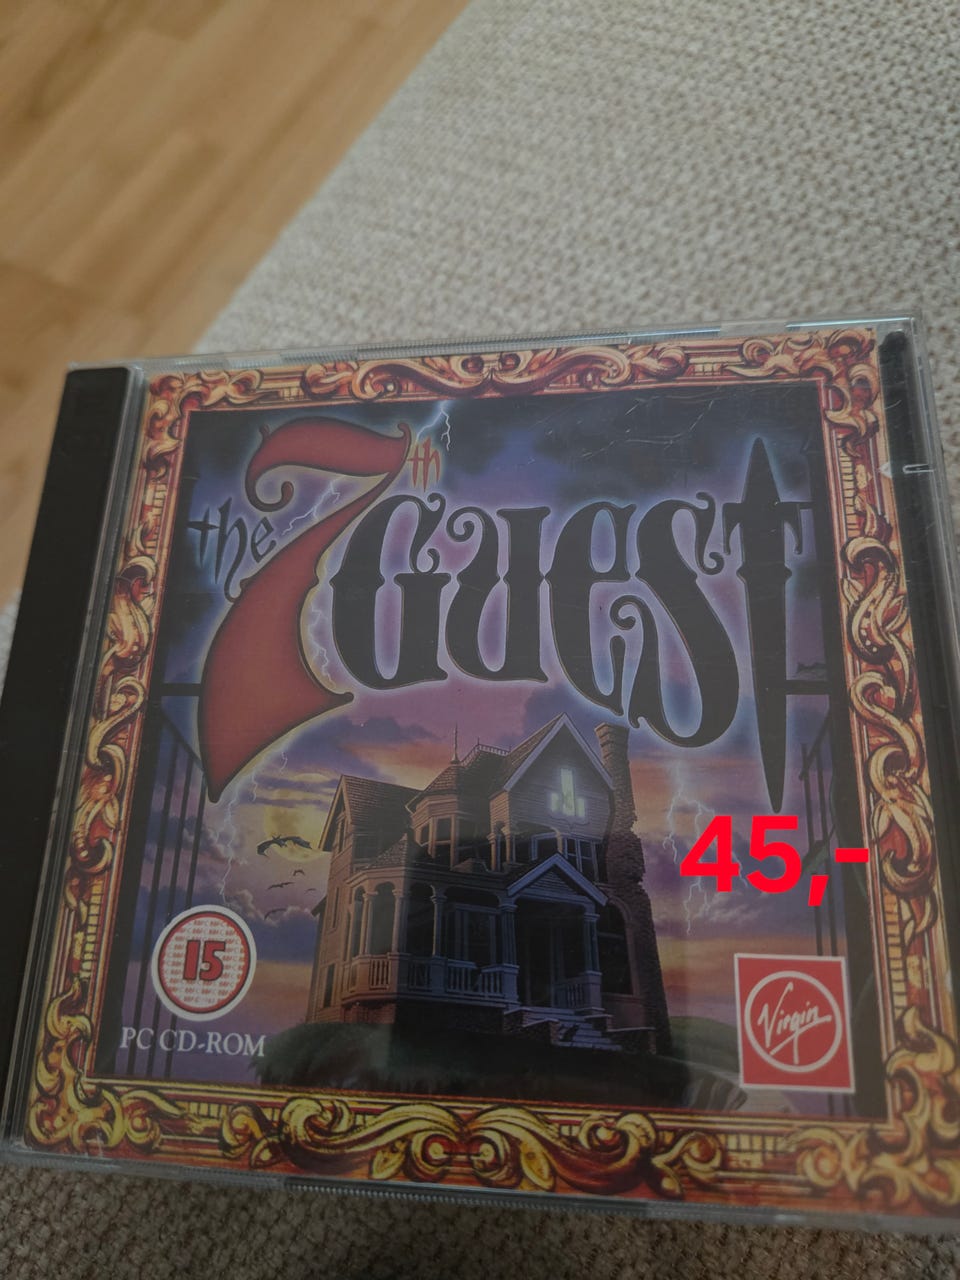 the 7th Guest
45,-
15
PC CD-ROM
Virgin